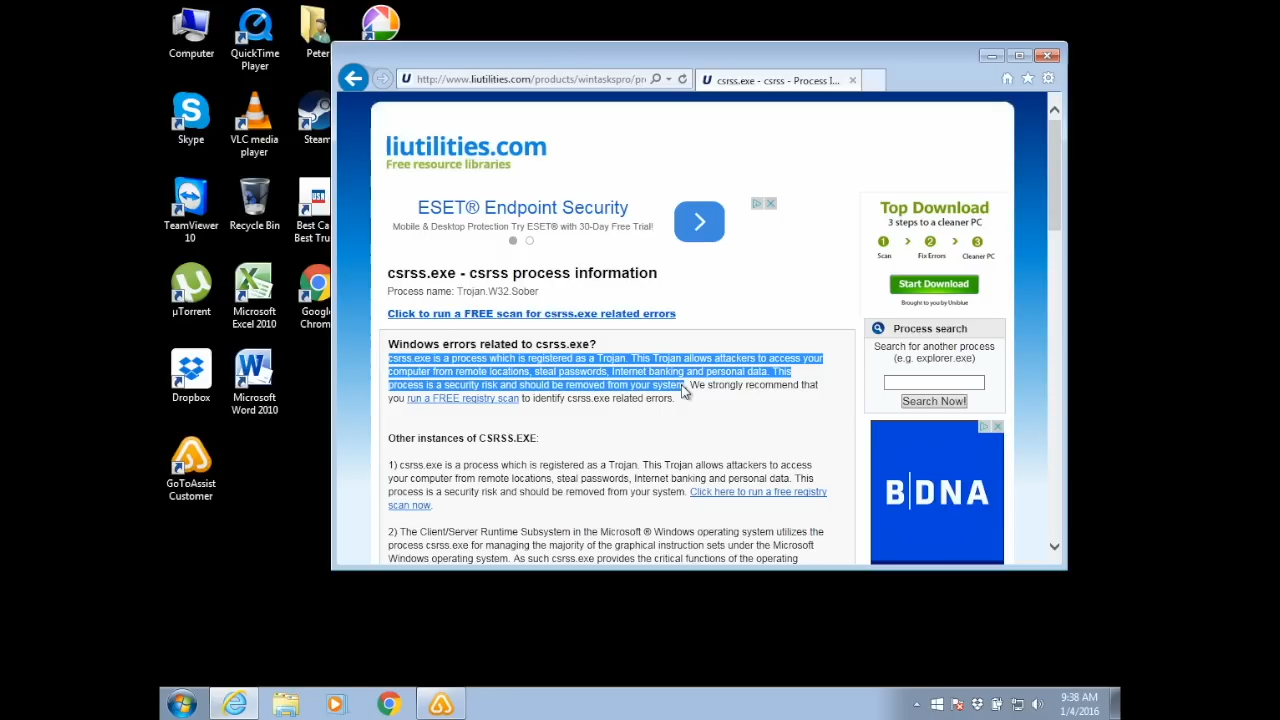 Computer
QuickTime
Player
Peter
Skype
VLC media
player
Steam
TeamViewer
10
Recycle Bin
Best Ca
Best Tru
µTorrent
Microsoft
Excel 2010
Google
Chrom
Dropbox
Microsoft
Word 2010
GoToAssist
Customer
http://www.liutilities.com/products/wintaskspro/pr
csrss.exe - csrss - Process I...
liutilities.com
Free resource libraries
ESET® Endpoint Security
Mobile & Desktop Protection Try ESET® with 30-Day Free Trial!
csrss.exe - csrss process information
Process name: Trojan.W32.Sober
Click to run a FREE scan for csrss.exe related errors
Windows errors related to csrss.exe?
csrss.exe is a process which is registered as a Trojan. This Trojan allows attackers to access your
computer from remote locations, steal passwords, Internet banking and personal data. This
process is a security risk and should be removed from your system. We strongly recommend that
you run a FREE registry scan to identify csrss.exe related errors.
Other instances of CSRSS.EXE:
1) csrss.exe is a process which is registered as a Trojan. This Trojan allows attackers to access
your computer from remote locations, steal passwords, Internet banking and personal data. This
process is a security risk and should be removed from your system. Click here to run a free registry
scan now.
2) The Client/Server Runtime Subsystem in the Microsoft ® Windows operating system utilizes the
process csrss.exe for managing the majority of the graphical instruction sets under the Microsoft
Windows operating system. As such csrss.exe provides the critical functions of the operating
Top Download
3 steps to a cleaner PC
1 > 2 > 3
Scan Fix Errors Cleaner PC
Start Download
Brought to you by Uniblue
Process search
Search for another process
(e.g. explorer.exe)
Search Now!
B|DNA
9:38 AM
1/4/2016